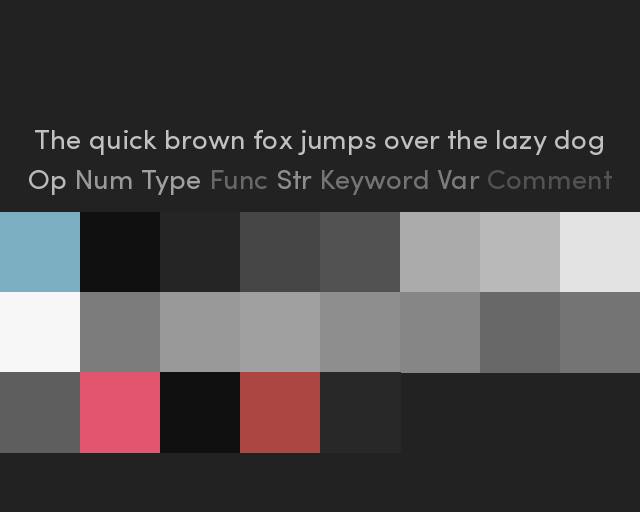 The quick brown fox jumps over the lazy dog
Op Num Type Func Str Keyword Var Comment